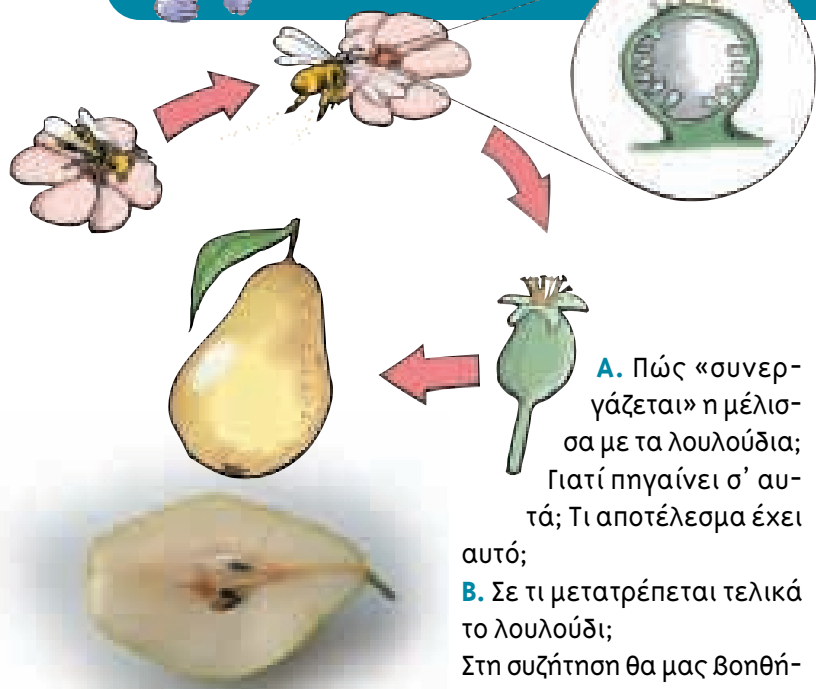 Α. Πώς «συνερ-
γάζεται» η μέλισ-
σα με τα λουλούδια;
Γιατί πηγαίνει σ’ αυ-
τά; Τι αποτέλεσμα έχει
αυτό;
Β. Σε τι μετατρέπεται τελικά
το λουλούδι;
Στη συζήτηση θα μας βοηθή-